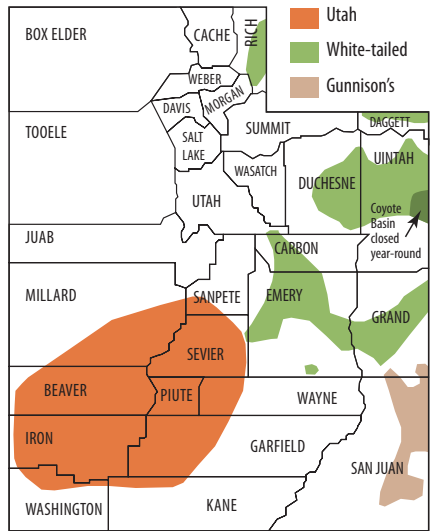 Utah
White-tailed
Gunnison's
BOX ELDER
CACHE
RICH
WEBER
DAVIS
MORGAN
DAGGETT
TOOELE
SALT
LAKE
SUMMIT
UINTAH
WASATCH
DUCHESNE
UTAH
Coyote
Basin
closed
year-round
JUAB
CARBON
MILLARD
SANPETE
EMERY
GRAND
SEVIER
BEAVER
PIUTE
WAYNE
IRON
GARFIELD
SAN JUAN
WASHINGTON
KANE